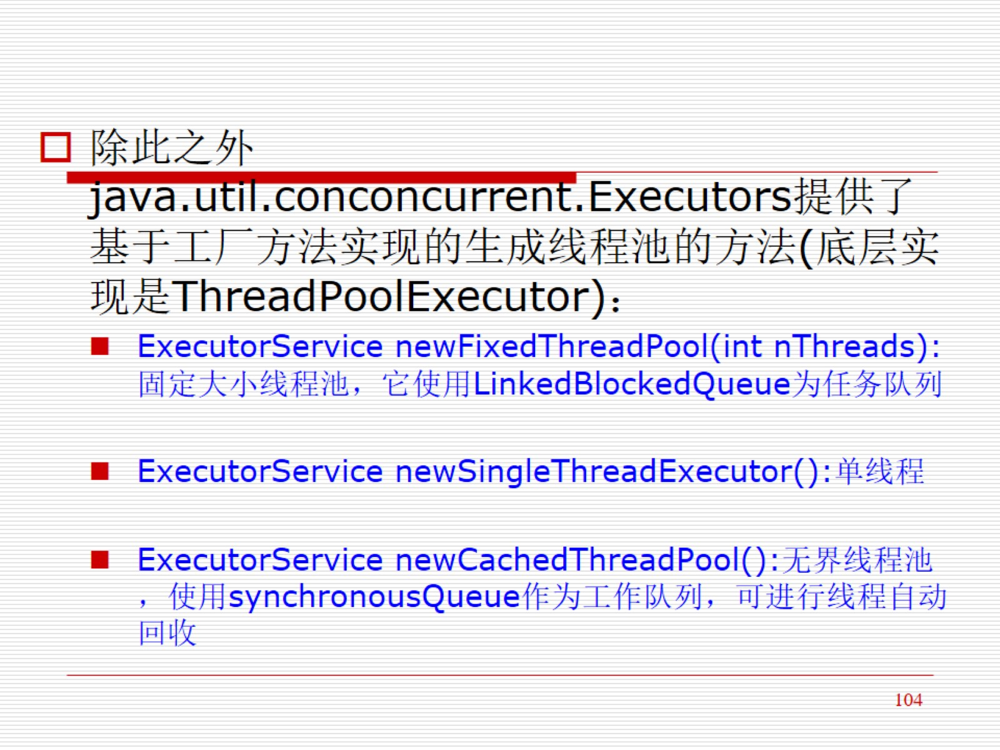 除此之外
java.util.conconcurrent.Executors提供了
基于工厂方法实现的生成线程池的方法(底层实
现是ThreadPoolExecutor)：
ExecutorService newFixedThreadPool(int nThreads):
固定大小线程池，它使用LinkedBlockedQueue为任务队列
ExecutorService newSingleThreadExecutor():单线程
ExecutorService newCachedThreadPool():无界线程池
，使用synchronousQueue作为工作队列，可进行线程自动
回收
104